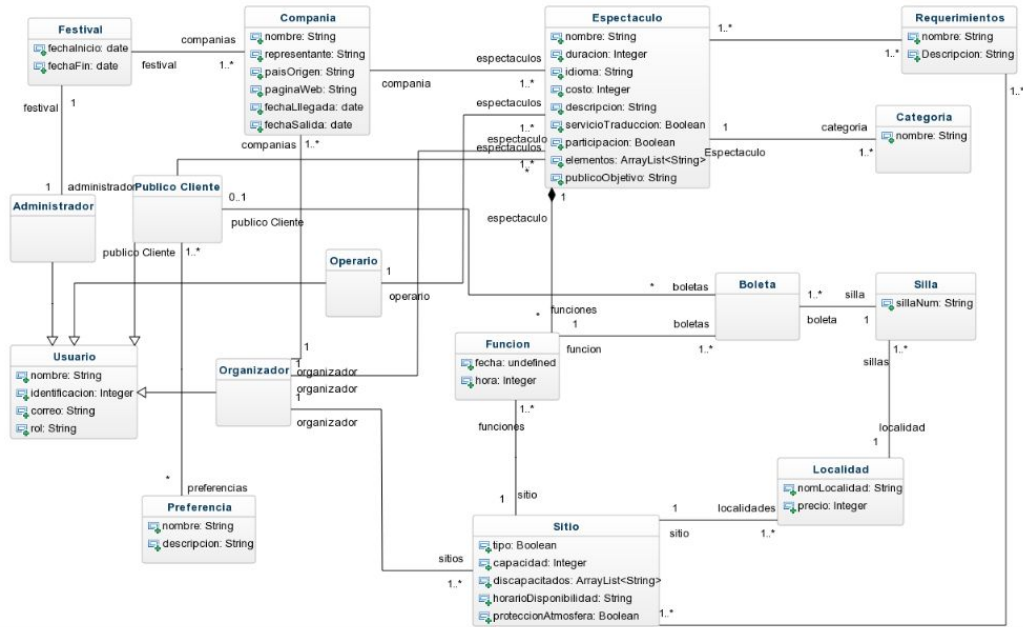 Festival
fechaInicio: date
fechaFin: date
companias
festival
1..*
Compania
nombre: String
representante: String
paisOrigen: String
paginaWeb: String
fechaLlegada: date
fechaSalida: date
espectaculos
compania
1..*
Espectaculo
nombre: String
duracion: Integer
idioma: String
costo: Integer
descripcion: String
servicioTraduccion: Boolean
participacion: Boolean
elementos: ArrayList<String>
publicoObjetivo: String
1..*
1..*
Requerimientos
nombre: String
Descripcion: String
1..*
1
categoria
Espectaculo
1..*
Categoria
nombre: String
festival
1
1
administrador
Administrador
espectaculos
1..*
espectaculo
espectaculos
1..*
*
companias
1..*
Publico Cliente
0..1
publico Cliente
publico Cliente
1..*
1
espectaculo
Operario
1
operario
*
boletas
Boleta
1..*
silla
boleta
1
Silla
sillaNum: String
1..*
sillas
*
funciones
1
funcion
boletas
1..*
Usuario
nombre: String
identificacion: Integer
correo: String
rol: String
Organizador
1
1
organizador
organizador
1
organizador
Funcion
fecha: undefined
hora: Integer
1..*
funciones
1
sitio
localidad
1
Localidad
nomLocalidad: String
precio: Integer
*
preferencias
Preferencia
nombre: String
descripcion: String
sitios
1..*
Sitio
tipo: Boolean
capacidad: Integer
discapacitados: ArrayList<String>
horarioDisponibilidad: String
proteccionAtmosfera: Boolean
1
localidades
sitio
1..*
1..*